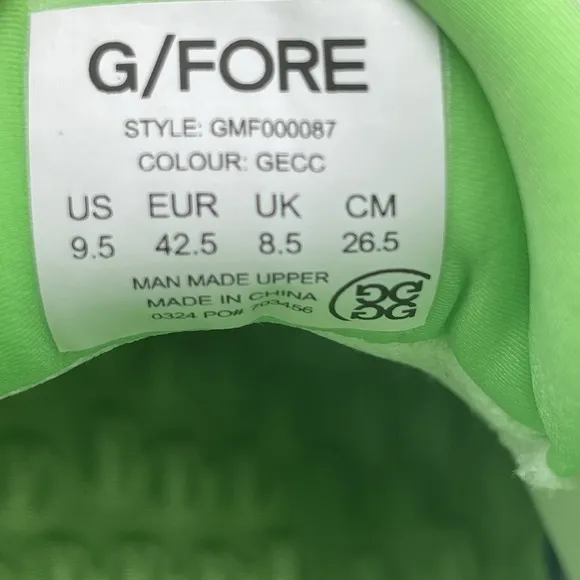 G/FORE
STYLE: GMF000087
COLOUR: GECC
US EUR UK CM
9.5 42.5 8.5 26.5
MAN MADE UPPER
MADE IN CHINA
0324 PO# 703456